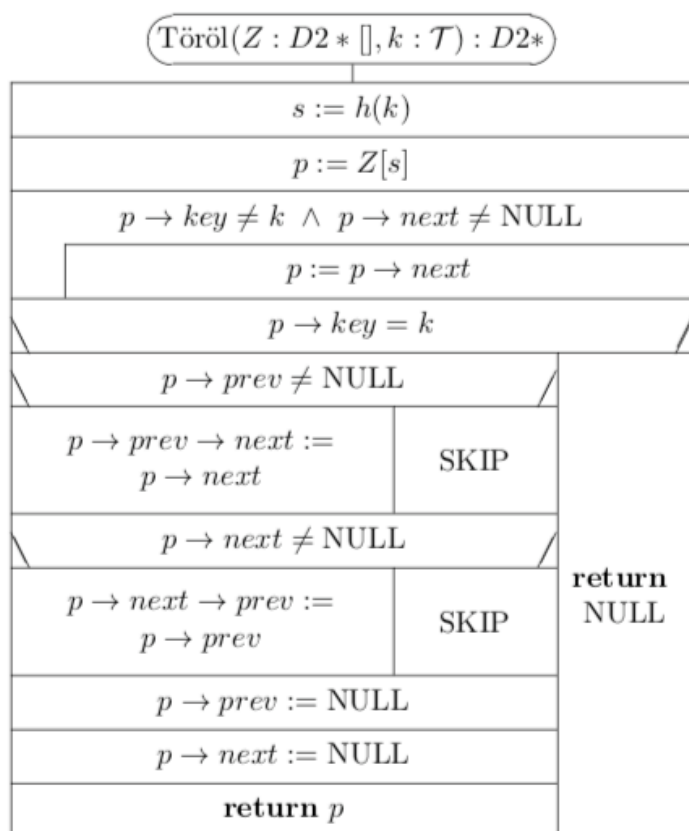 Töröl(Z : D2 * [], k : 𝒯) : D2*
s := h(k)
p := Z[s]
p → key ≠ k ∧ p → next ≠ NULL
p := p → next
p → key = k
p → prev ≠ NULL
p → prev → next :=
p → next
SKIP
p → next ≠ NULL
p → next → prev :=
p → prev
SKIP
return
NULL
p → prev := NULL
p → next := NULL
return p